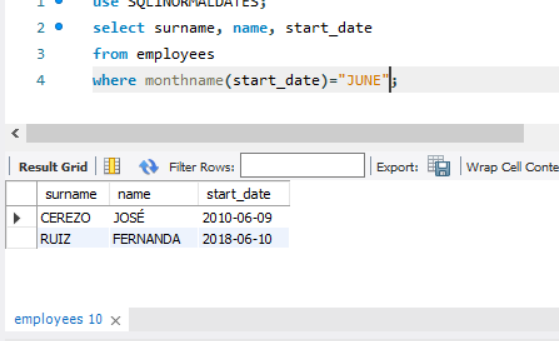 1 use SQLINORMALDATES;
2 select surname, name, start_date
3 from employees
4 where monthname(start_date)="JUNE";
<
Result Grid Filter Rows: Export: Wrap Cell Conte
surname name start_date
CEREZO JOSÉ 2010-06-09
RUIZ FERNANDA 2018-06-10
employees 10 ×